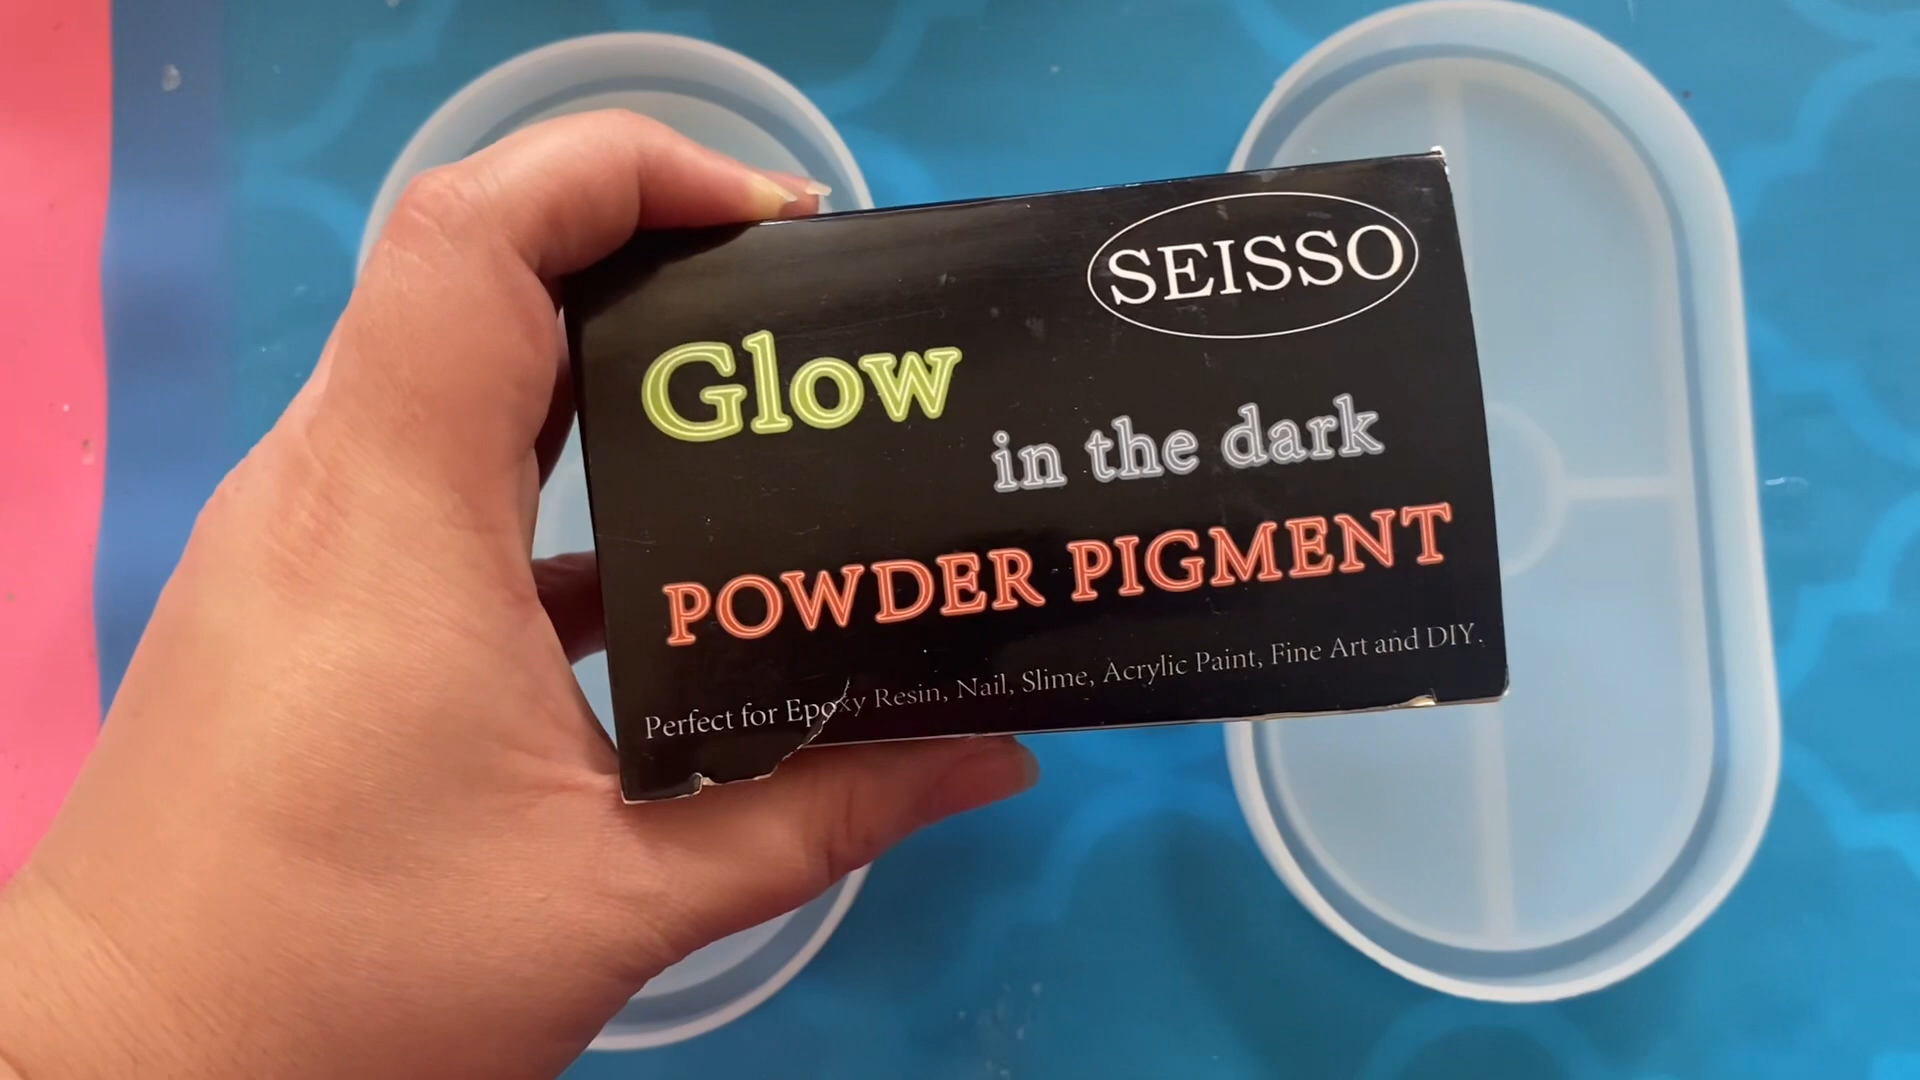 SEISSO
Glow
in the dark
POWDER PIGMENT
Perfect for Epoxy Resin, Nail, Slime, Acrylic Paint, Fine Art and DIY.